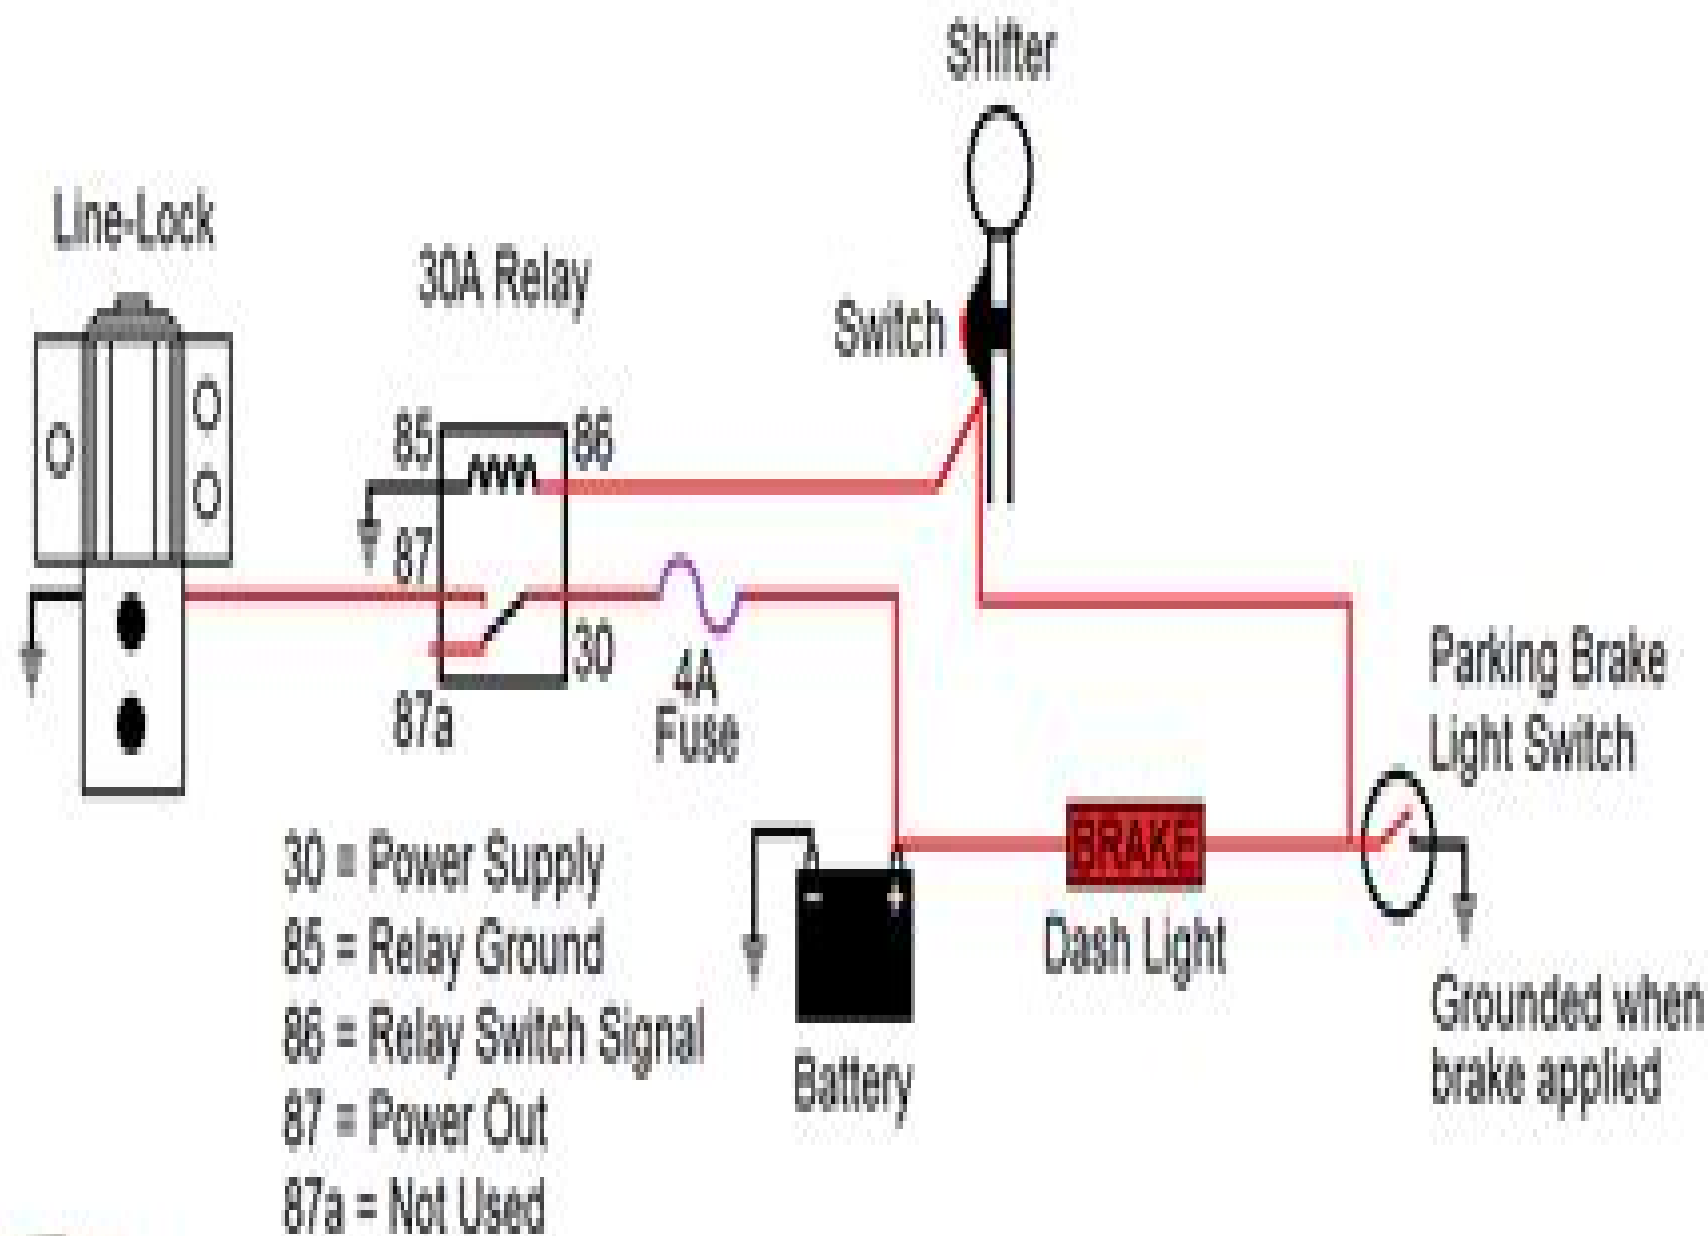 Shifter
Line-Lock
30A Relay
Switch
85
86
87
30
87a
4A
Fuse
Parking Brake
Light Switch
BRAKE
Dash Light
- +
Battery
Grounded when
brake applied
30 = Power Supply
85 = Relay Ground
86 = Relay Switch Signal
87 = Power Out
87a = Not Used